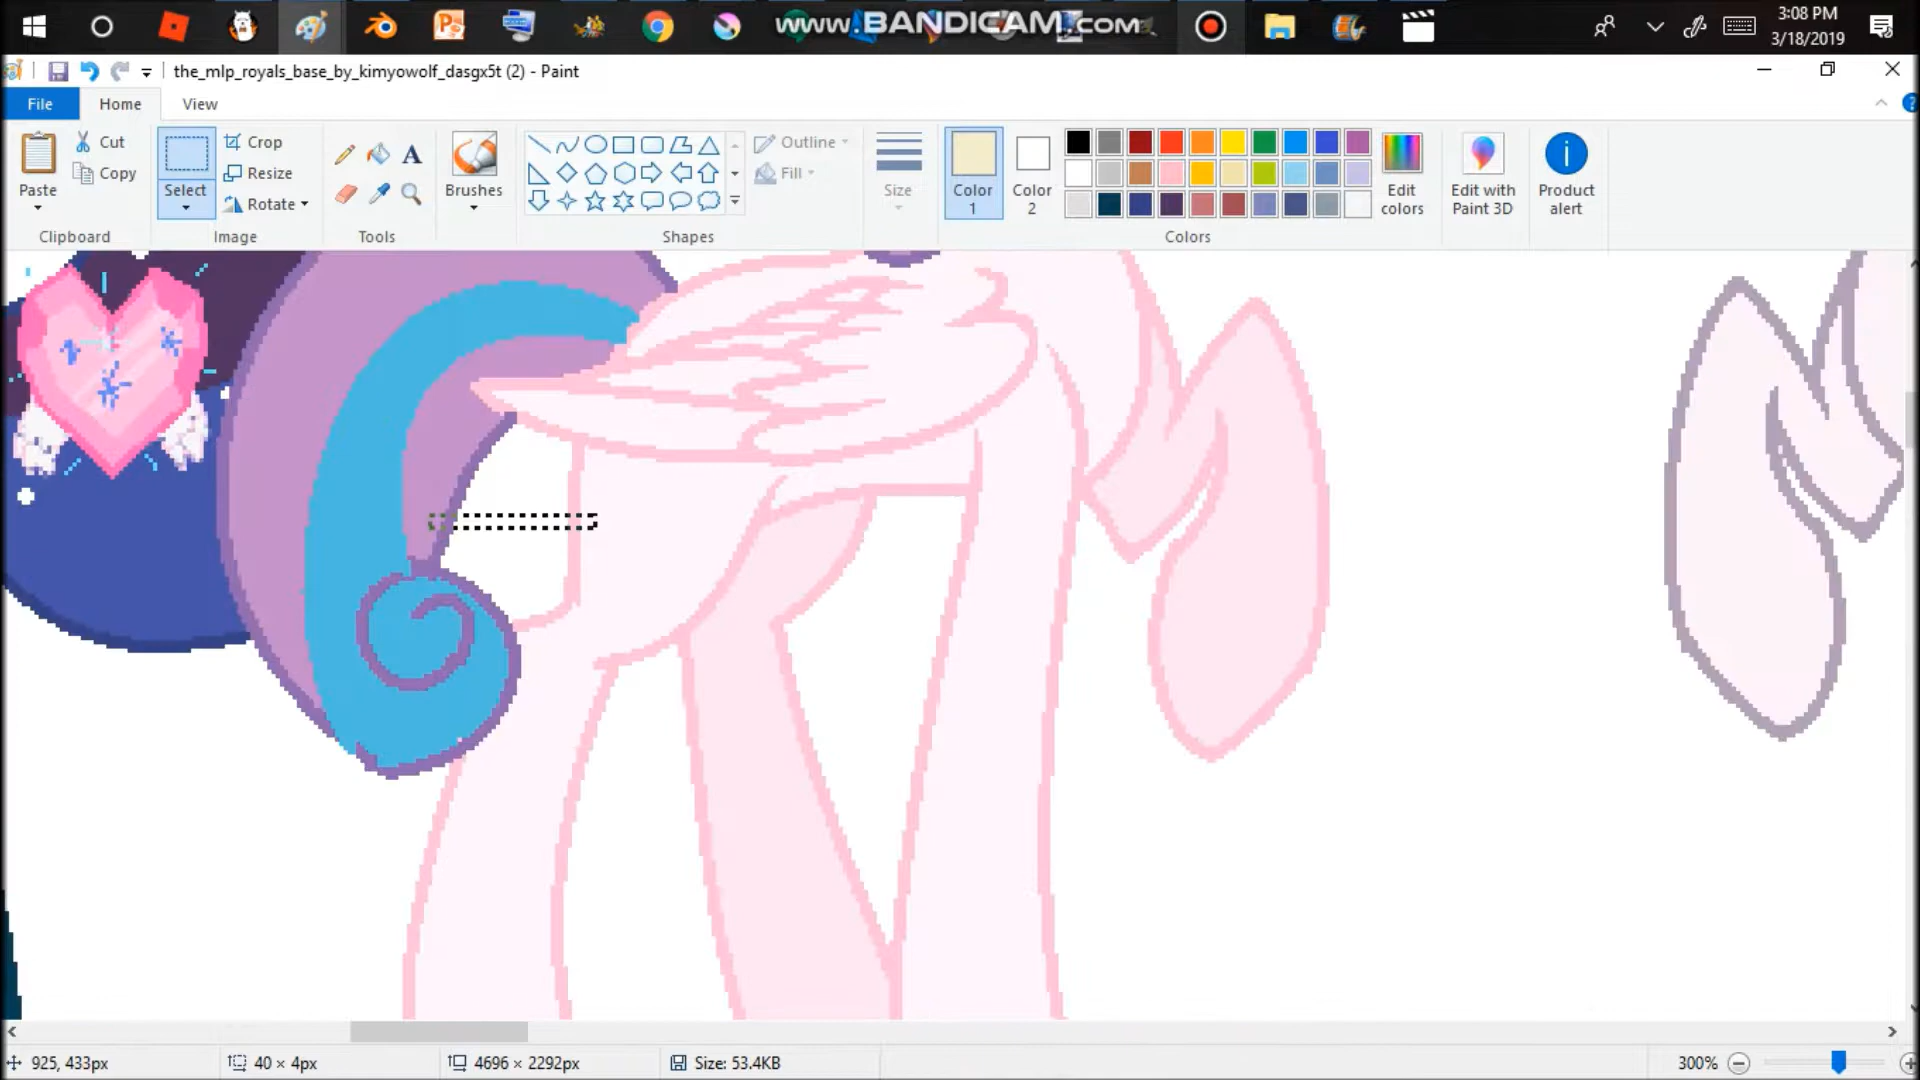 www.BANDICAM.com
3:08 PM
3/18/2019
the_mlp_royals_base_by_kimyowolf_dasgx5t (2) - Paint
File Home View
Paste
Cut
Copy
Clipboard
Select
Crop
Resize
Rotate
Image
A
Tools
Brushes
Outline
Fill
Shapes
Size
Color
1
Color
2
Colors
Edit
colors
Edit with
Paint 3D
Product
alert
925, 433px
40 × 4px
4696 × 2292px
Size: 53.4KB
300%